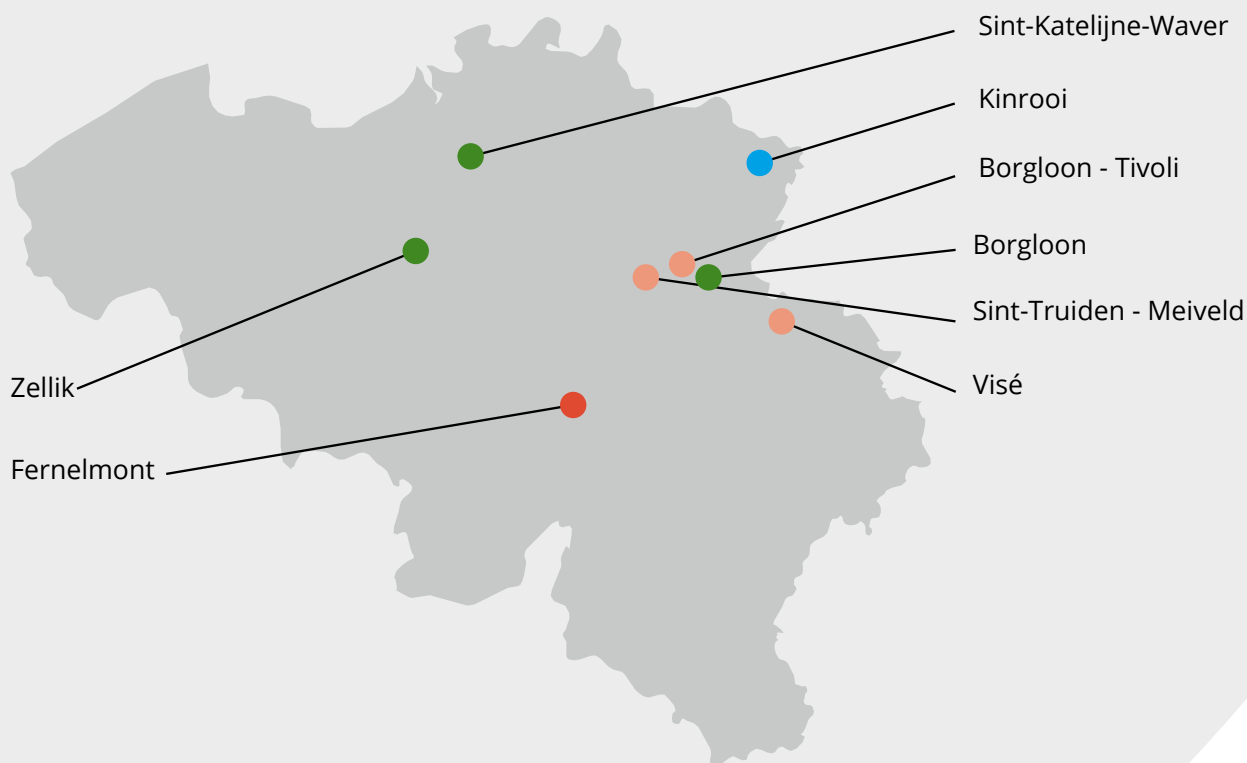 Sint-Katelijne-Waver
Kinrooi
Borgloon - Tivoli
Borgloon
Sint-Truiden - Meiveld
Visé
Zellik
Fernelmont